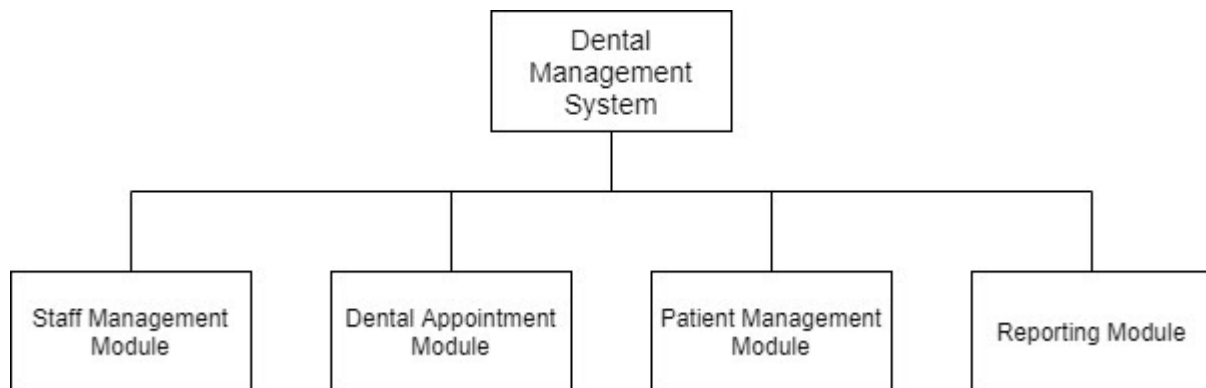 Dental
Management
System
Staff Management
Module
Dental Appointment
Module
Patient Management
Module
Reporting Module